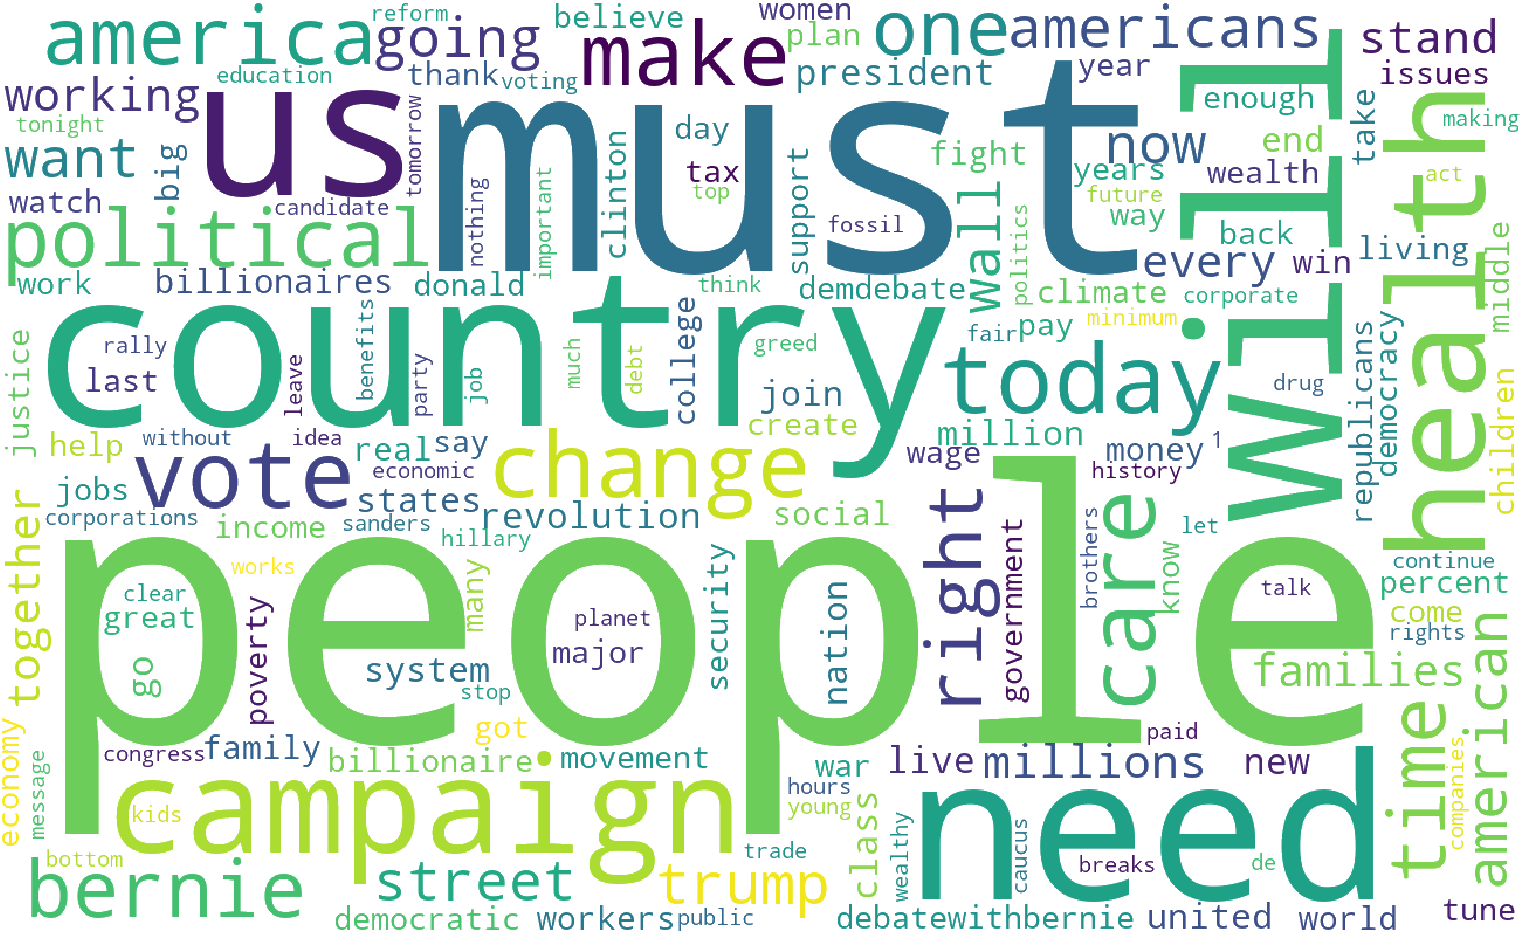 reform
believe
women
america
going
make
plan
one
americans
stand
education
thank
voting
president
year
issues
working
us
must
will
enough
health
tonight
tomorrow
day
now
end
take
making
want
big
clinton
tax
support
fight
years
wealth
act
watch
candidate
nothing
important
top
fossil
wall
future
way
political
politics
back
living
middle
work
billionaires
donald
think
demdebate
climate
every
win
corporate
country
benefits
minimum
justice
rally
much
greed
fair
pay
republicans
democracy
last
leave
party
job
debt
college
join
today
drug
children
help
without
idea
real
say
change
create
million
money
1
vote
economic
wage
history
jobs
states
right
care
corporations
income
sanders
revolution
social
let
together
hillary
government
brothers
know
people
works
many
security
continue
clear
nation
talk
percent
great
poverty
planet
come
major
rights
go
system
families
american
stop
economy
got
time
congress
family
paid
message
billionaire
movement
war
live
millions
new
companies
campaign
hours
need
kids
young
class
bottom
trade
wealthy
caucus
breaks
de
bernie
street
trump
democratic
workers
public
debatewithbernie
united
world
tune